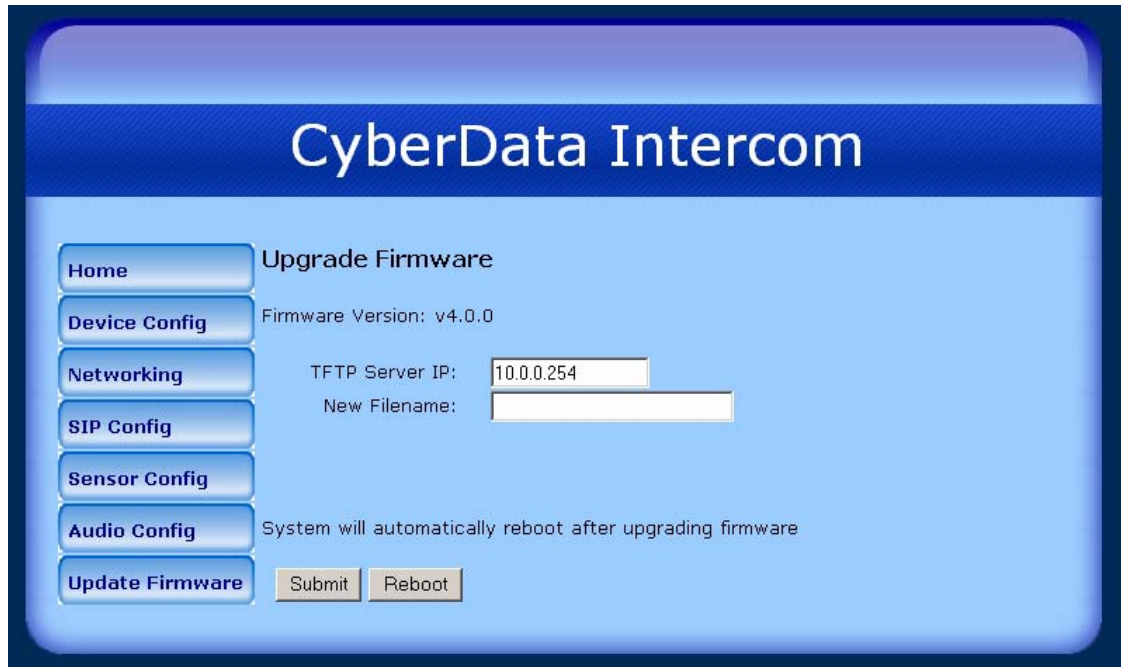 CyberData Intercom
Home
Device Config
Networking
SIP Config
Sensor Config
Audio Config
Update Firmware
Upgrade Firmware
Firmware Version: v4.0.0
TFTP Server IP: 10.0.0.254
New Filename:
System will automatically reboot after upgrading firmware
Submit Reboot